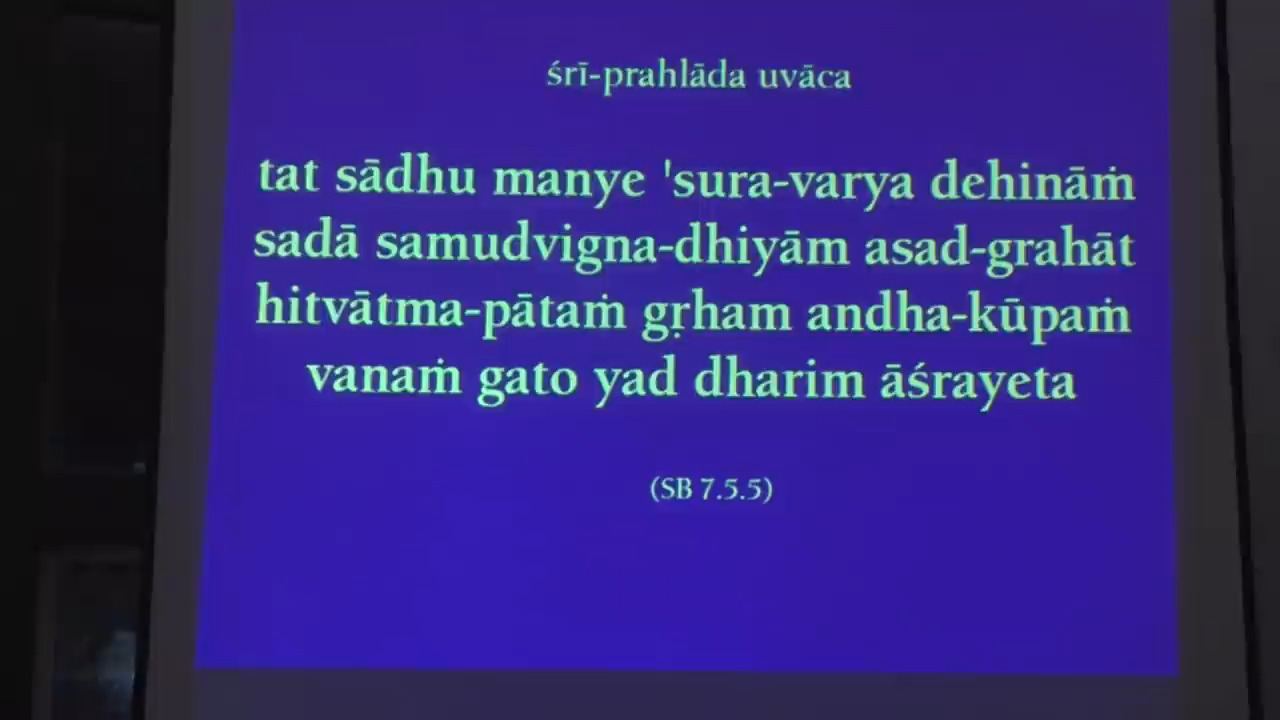 śrī-prahlāda uvāca
tat sādhu manye 'sura-varya dehināṁ
sadā samudvigna-dhiyām asad-grahāt
hitvātma-pātaṁ gṛham andha-kūpaṁ
vanaṁ gato yad dharim āśrayeta
(SB 7.5.5)